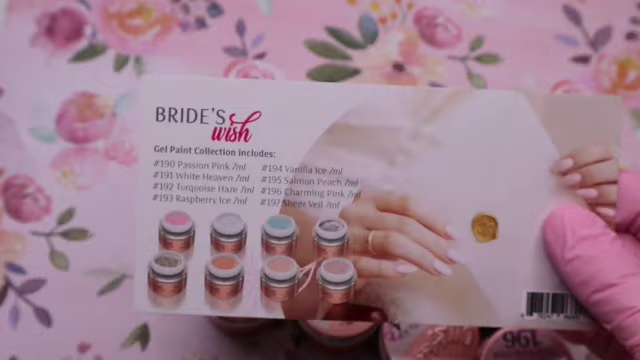 BRIDE'S
wish
Gel Paint Collection includes:
#190 Passion Pink 7ml #194 Vanilla Ice 7ml
#191 White Heaven 7ml #195 Salmon Peach 7ml
#192 Turquoise Haze 7ml #196 Charming Pink 7ml
#193 Raspberry Ice 7ml #197 Sheer Veil 7ml
196